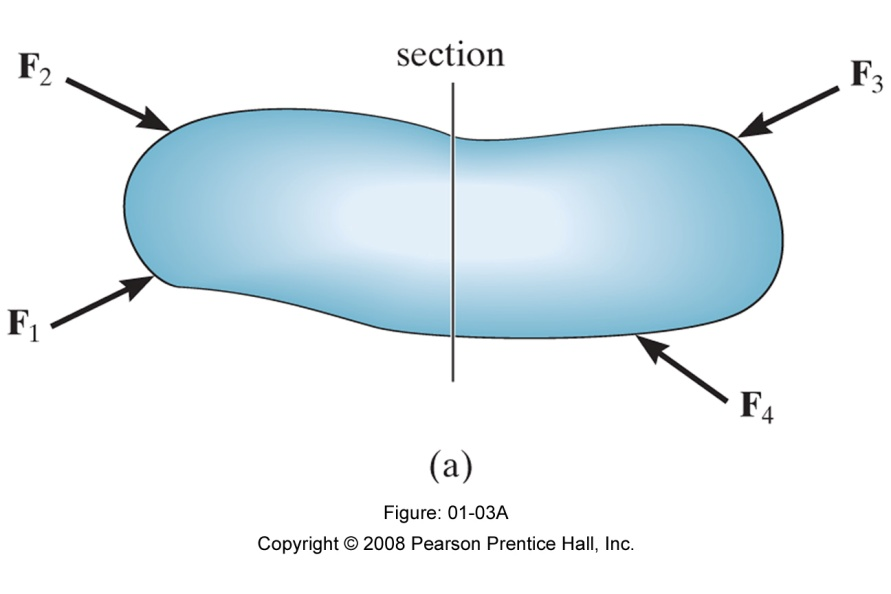 section
F2
F3
F1
F4
(a)
Figure: 01-03A
Copyright © 2008 Pearson Prentice Hall, Inc.